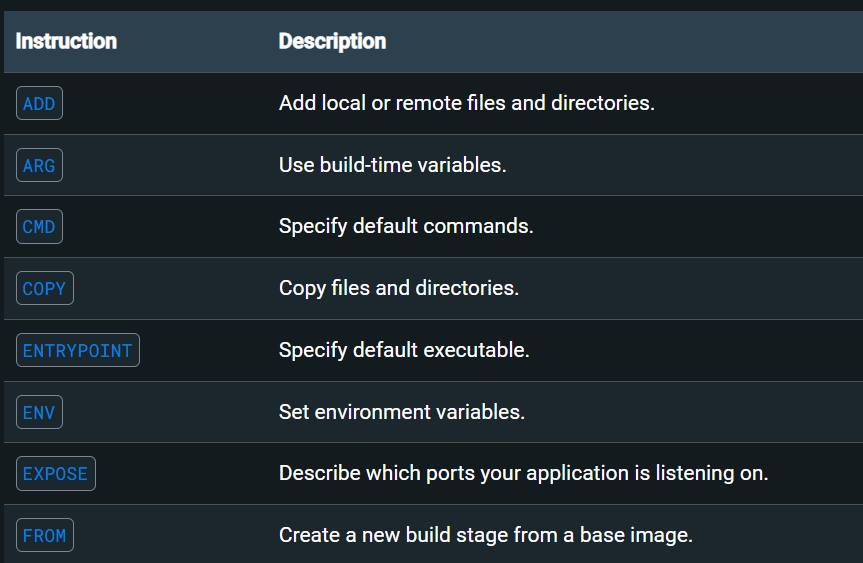 Instruction Description
ADD Add local or remote files and directories.
ARG Use build-time variables.
CMD Specify default commands.
COPY Copy files and directories.
ENTRYPOINT Specify default executable.
ENV Set environment variables.
EXPOSE Describe which ports your application is listening on.
FROM Create a new build stage from a base image.